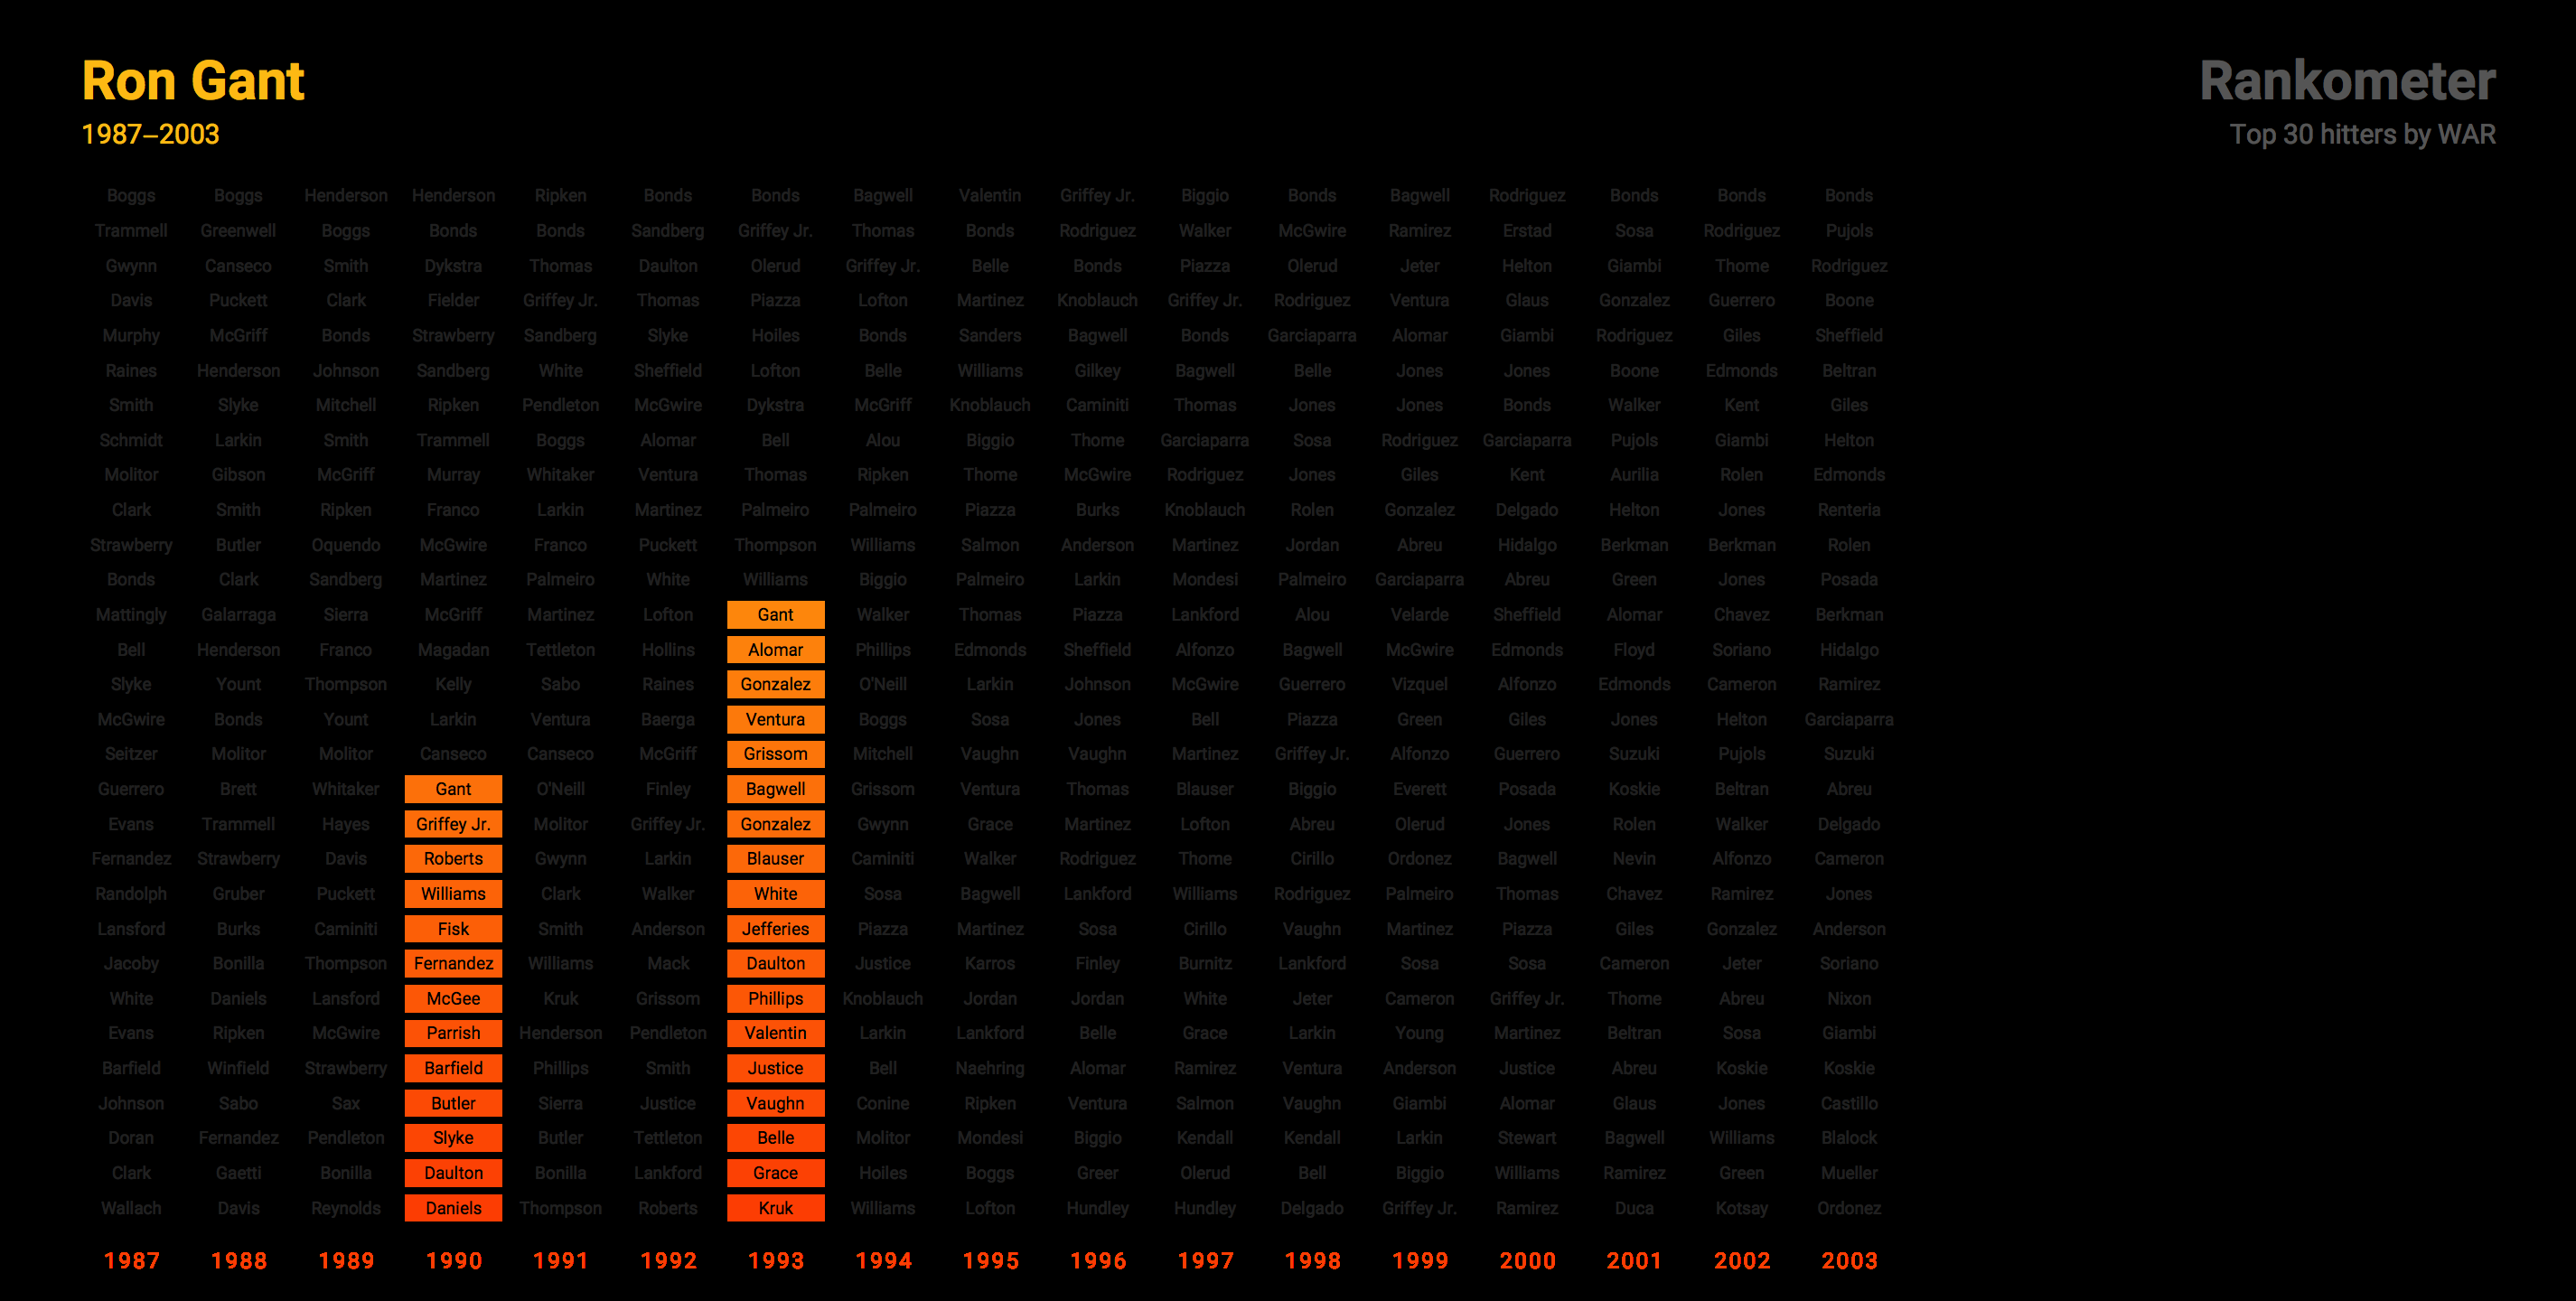 Ron Gant
1987–2003
Rankometer
Top 30 hitters by WAR
Boggs Boggs Henderson Henderson Ripken Bonds Bonds Bagwell Valentin Griffey Jr. Biggio Bonds Bagwell Rodriguez Bonds Bonds Bonds
Trammell Greenwell Boggs Bonds Bonds Sandberg Griffey Jr. Thomas Bonds Rodriguez Walker McGwire Ramirez Erstad Sosa Rodriguez Pujols
Gwynn Canseco Smith Dykstra Thomas Daulton Olerud Griffey Jr. Belle Bonds Piazza Olerud Jeter Helton Giambi Thome Rodriguez
Davis Puckett Clark Fielder Griffey Jr. Thomas Piazza Lofton Martinez Knoblauch Griffey Jr. Rodriguez Ventura Glaus Gonzalez Guerrero Boone
Murphy McGriff Bonds Strawberry Sandberg Slyke Hoiles Bonds Sanders Bagwell Bonds Garciaparra Alomar Giambi Rodriguez Giles Sheffield
Raines Henderson Johnson Sandberg White Sheffield Lofton Belle Williams Gilkey Bagwell Belle Jones Jones Boone Edmonds Beltran
Smith Slyke Mitchell Ripken Pendleton McGwire Dykstra McGriff Knoblauch Caminiti Thomas Jones Jones Bonds Walker Kent Giles
Schmidt Larkin Smith Trammell Boggs Alomar Bell Alou Biggio Thome Garciaparra Sosa Rodriguez Garciaparra Pujols Giambi Helton
Molitor Gibson McGriff Murray Whitaker Ventura Thomas Ripken Thome McGwire Rodriguez Jones Giles Kent Aurilia Rolen Edmonds
Clark Smith Ripken Franco Larkin Martinez Palmeiro Palmeiro Piazza Burks Knoblauch Rolen Gonzalez Delgado Helton Jones Renteria
Strawberry Butler Oquendo McGwire Franco Puckett Thompson Williams Salmon Anderson Martinez Jordan Abreu Hidalgo Berkman Berkman Rolen
Bonds Clark Sandberg Martinez Palmeiro White Williams Biggio Palmeiro Larkin Mondesi Palmeiro Garciaparra Abreu Green Jones Posada
Mattingly Galarraga Sierra McGriff Martinez Lofton Gant Walker Thomas Piazza Lankford Alou Velarde Sheffield Alomar Chavez Berkman
Bell Henderson Franco Magadan Tettleton Hollins Alomar Phillips Edmonds Sheffield Alfonzo Bagwell McGwire Edmonds Floyd Soriano Hidalgo
Slyke Yount Thompson Kelly Sabo Raines Gonzalez O'Neill Larkin Johnson McGwire Guerrero Vizquel Alfonzo Edmonds Cameron Ramirez
McGwire Bonds Yount Larkin Ventura Baerga Ventura Boggs Sosa Jones Bell Piazza Green Giles Jones Helton Garciaparra
Seitzer Molitor Molitor Canseco Canseco McGriff Grissom Mitchell Vaughn Vaughn Martinez Griffey Jr. Alfonzo Guerrero Suzuki Pujols Suzuki
Guerrero Brett Whitaker Gant O'Neill Finley Bagwell Grissom Ventura Thomas Blauser Biggio Everett Posada Koskie Beltran Abreu
Evans Trammell Hayes Griffey Jr. Molitor Griffey Jr. Gonzalez Gwynn Grace Martinez Lofton Abreu Olerud Jones Rolen Walker Delgado
Fernandez Strawberry Davis Roberts Gwynn Larkin Blauser Caminiti Walker Rodriguez Thome Cirillo Ordonez Bagwell Nevin Alfonzo Cameron
Randolph Gruber Puckett Williams Clark Walker White Sosa Bagwell Lankford Williams Rodriguez Palmeiro Thomas Chavez Ramirez Jones
Lansford Burks Caminiti Fisk Smith Anderson Jefferies Piazza Martinez Sosa Cirillo Vaughn Martinez Piazza Giles Gonzalez Anderson
Jacoby Bonilla Thompson Fernandez Williams Mack Daulton Justice Karros Finley Burnitz Lankford Sosa Sosa Cameron Jeter Soriano
White Daniels Lansford McGee Kruk Grissom Phillips Knoblauch Jordan Jordan White Jeter Cameron Griffey Jr. Thome Abreu Nixon
Evans Ripken McGwire Parrish Henderson Pendleton Valentin Larkin Lankford Belle Grace Larkin Young Martinez Beltran Sosa Giambi
Barfield Winfield Strawberry Barfield Phillips Smith Justice Bell Naehring Alomar Ramirez Ventura Anderson Justice Abreu Koskie Koskie
Johnson Sabo Sax Butler Sierra Justice Vaughn Conine Ripken Ventura Salmon Vaughn Giambi Alomar Glaus Jones Castillo
Doran Fernandez Pendleton Slyke Butler Tettleton Belle Molitor Mondesi Biggio Kendall Kendall Larkin Stewart Bagwell Williams Blalock
Clark Gaetti Bonilla Daulton Bonilla Lankford Grace Hoiles Boggs Greer Olerud Bell Biggio Williams Ramirez Green Mueller
Wallach Davis Reynolds Daniels Thompson Roberts Kruk Williams Lofton Hundley Hundley Delgado Griffey Jr. Ramirez Duca Kotsay Ordonez
1987 1988 1989 1990 1991 1992 1993 1994 1995 1996 1997 1998 1999 2000 2001 2002 2003